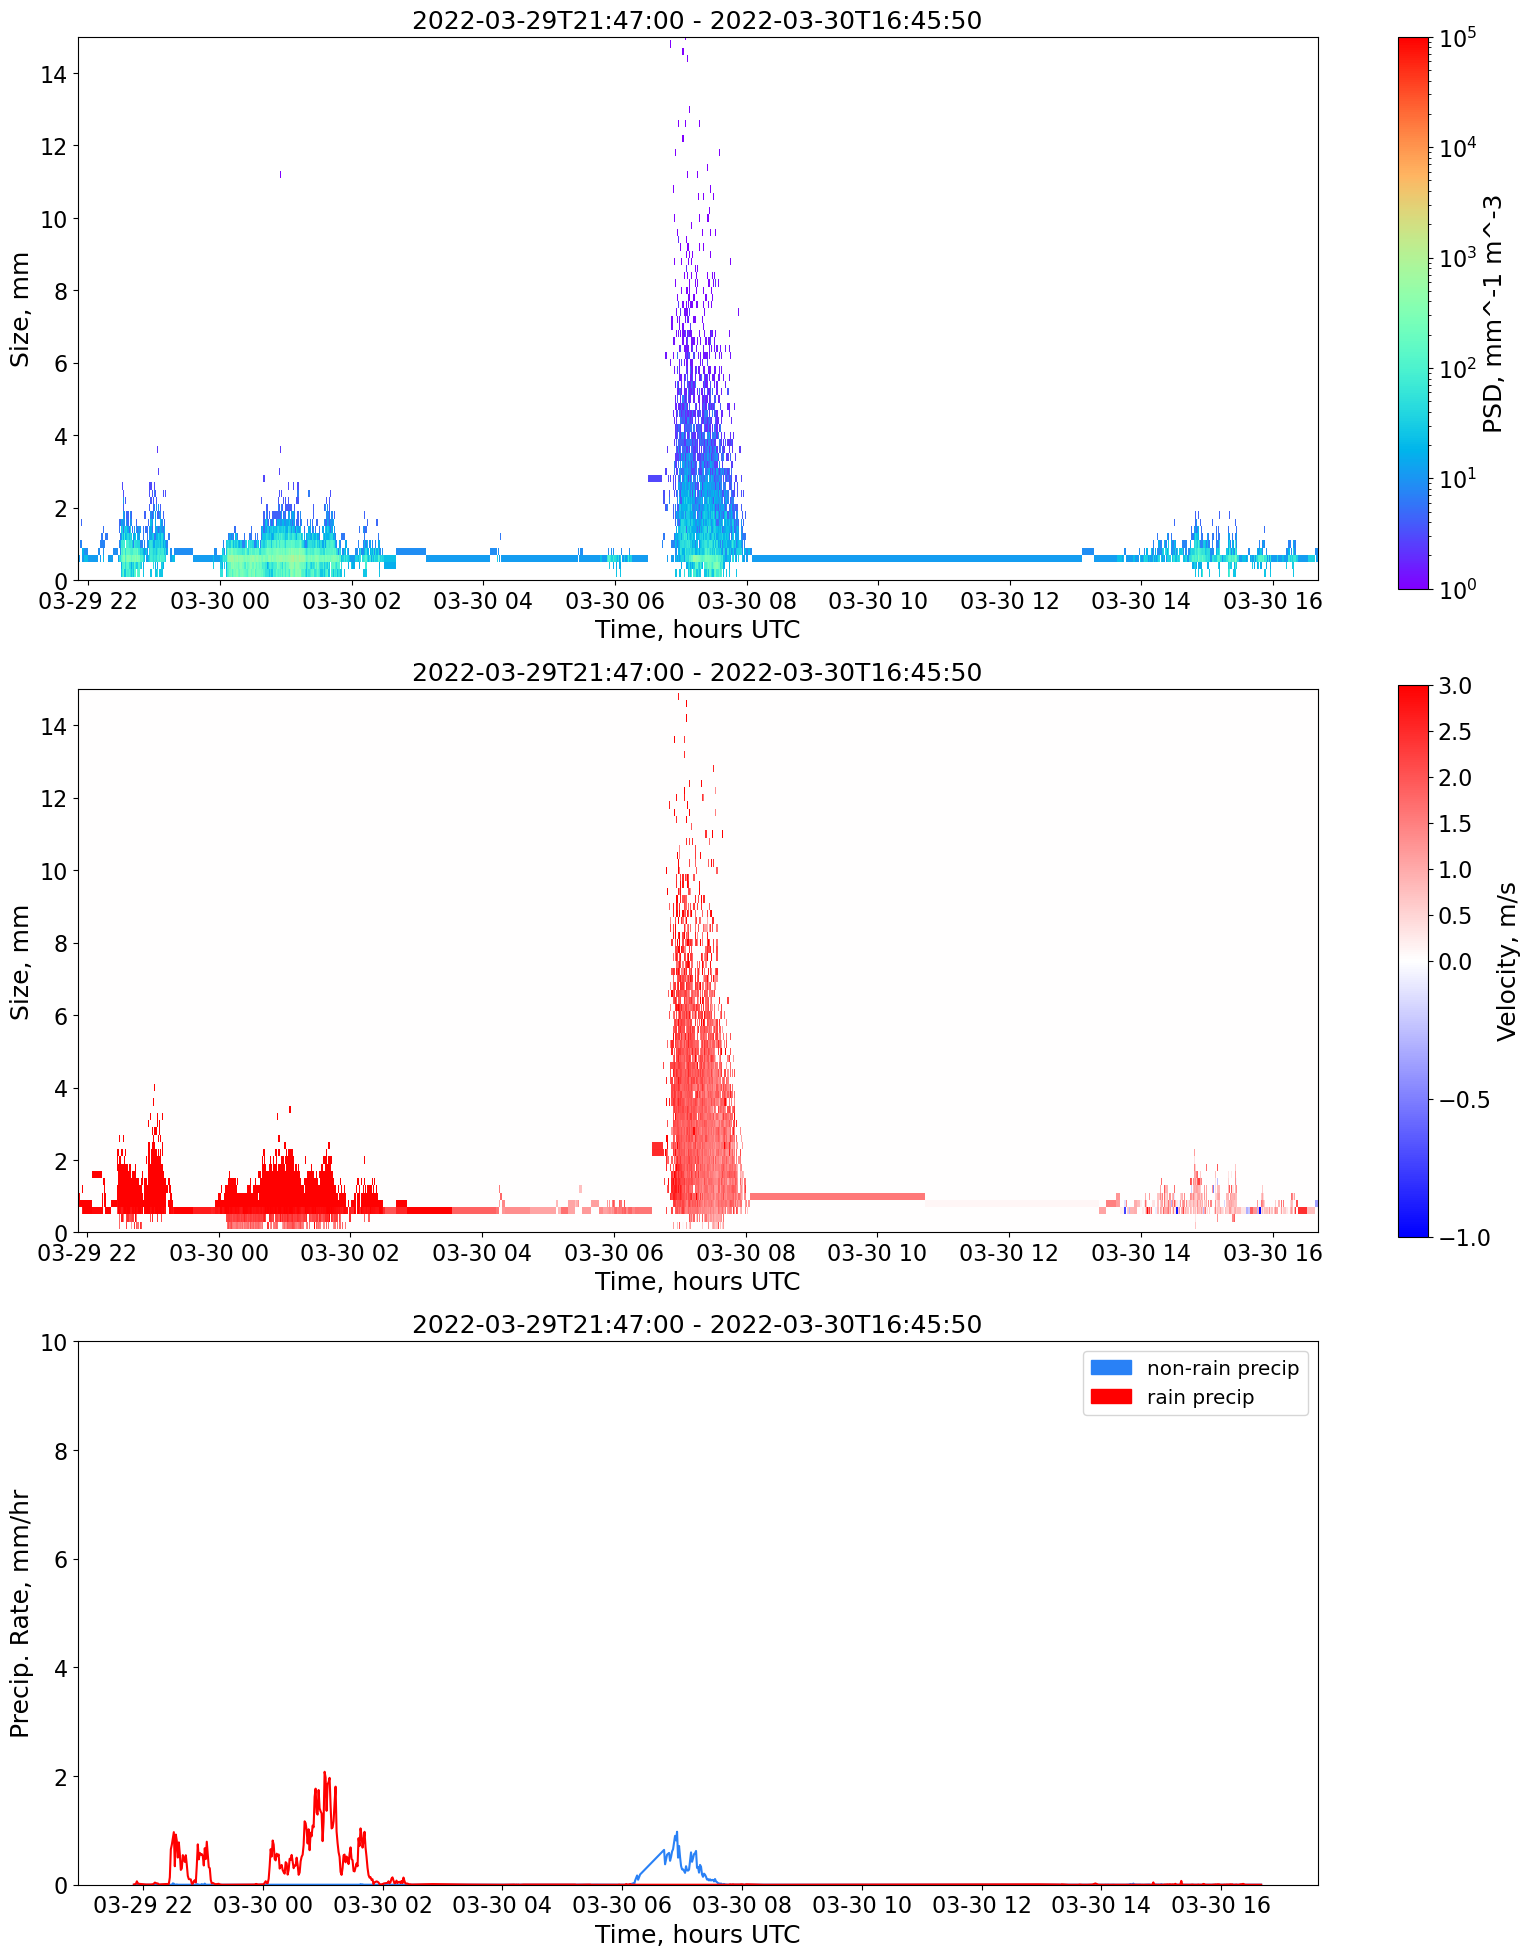 2022-03-29T21:47:00 - 2022-03-30T16:45:50
14
12
10
8
6
4
2
0
Size, mm
03-29 22 03-30 00 03-30 02 03-30 04 03-30 06 03-30 08 03-30 10 03-30 12 03-30 14 03-30 16
Time, hours UTC
10^5
10^4
10^3
10^2
10^1
10^0
PSD, mm^-1 m^-3
2022-03-29T21:47:00 - 2022-03-30T16:45:50
14
12
10
8
6
4
2
0
Size, mm
03-29 22 03-30 00 03-30 02 03-30 04 03-30 06 03-30 08 03-30 10 03-30 12 03-30 14 03-30 16
Time, hours UTC
3.0
2.5
2.0
1.5
1.0
0.5
0.0
−0.5
−1.0
Velocity, m/s
2022-03-29T21:47:00 - 2022-03-30T16:45:50
10
8
6
4
2
0
Precip. Rate, mm/hr
non-rain precip
rain precip
03-29 22 03-30 00 03-30 02 03-30 04 03-30 06 03-30 08 03-30 10 03-30 12 03-30 14 03-30 16
Time, hours UTC